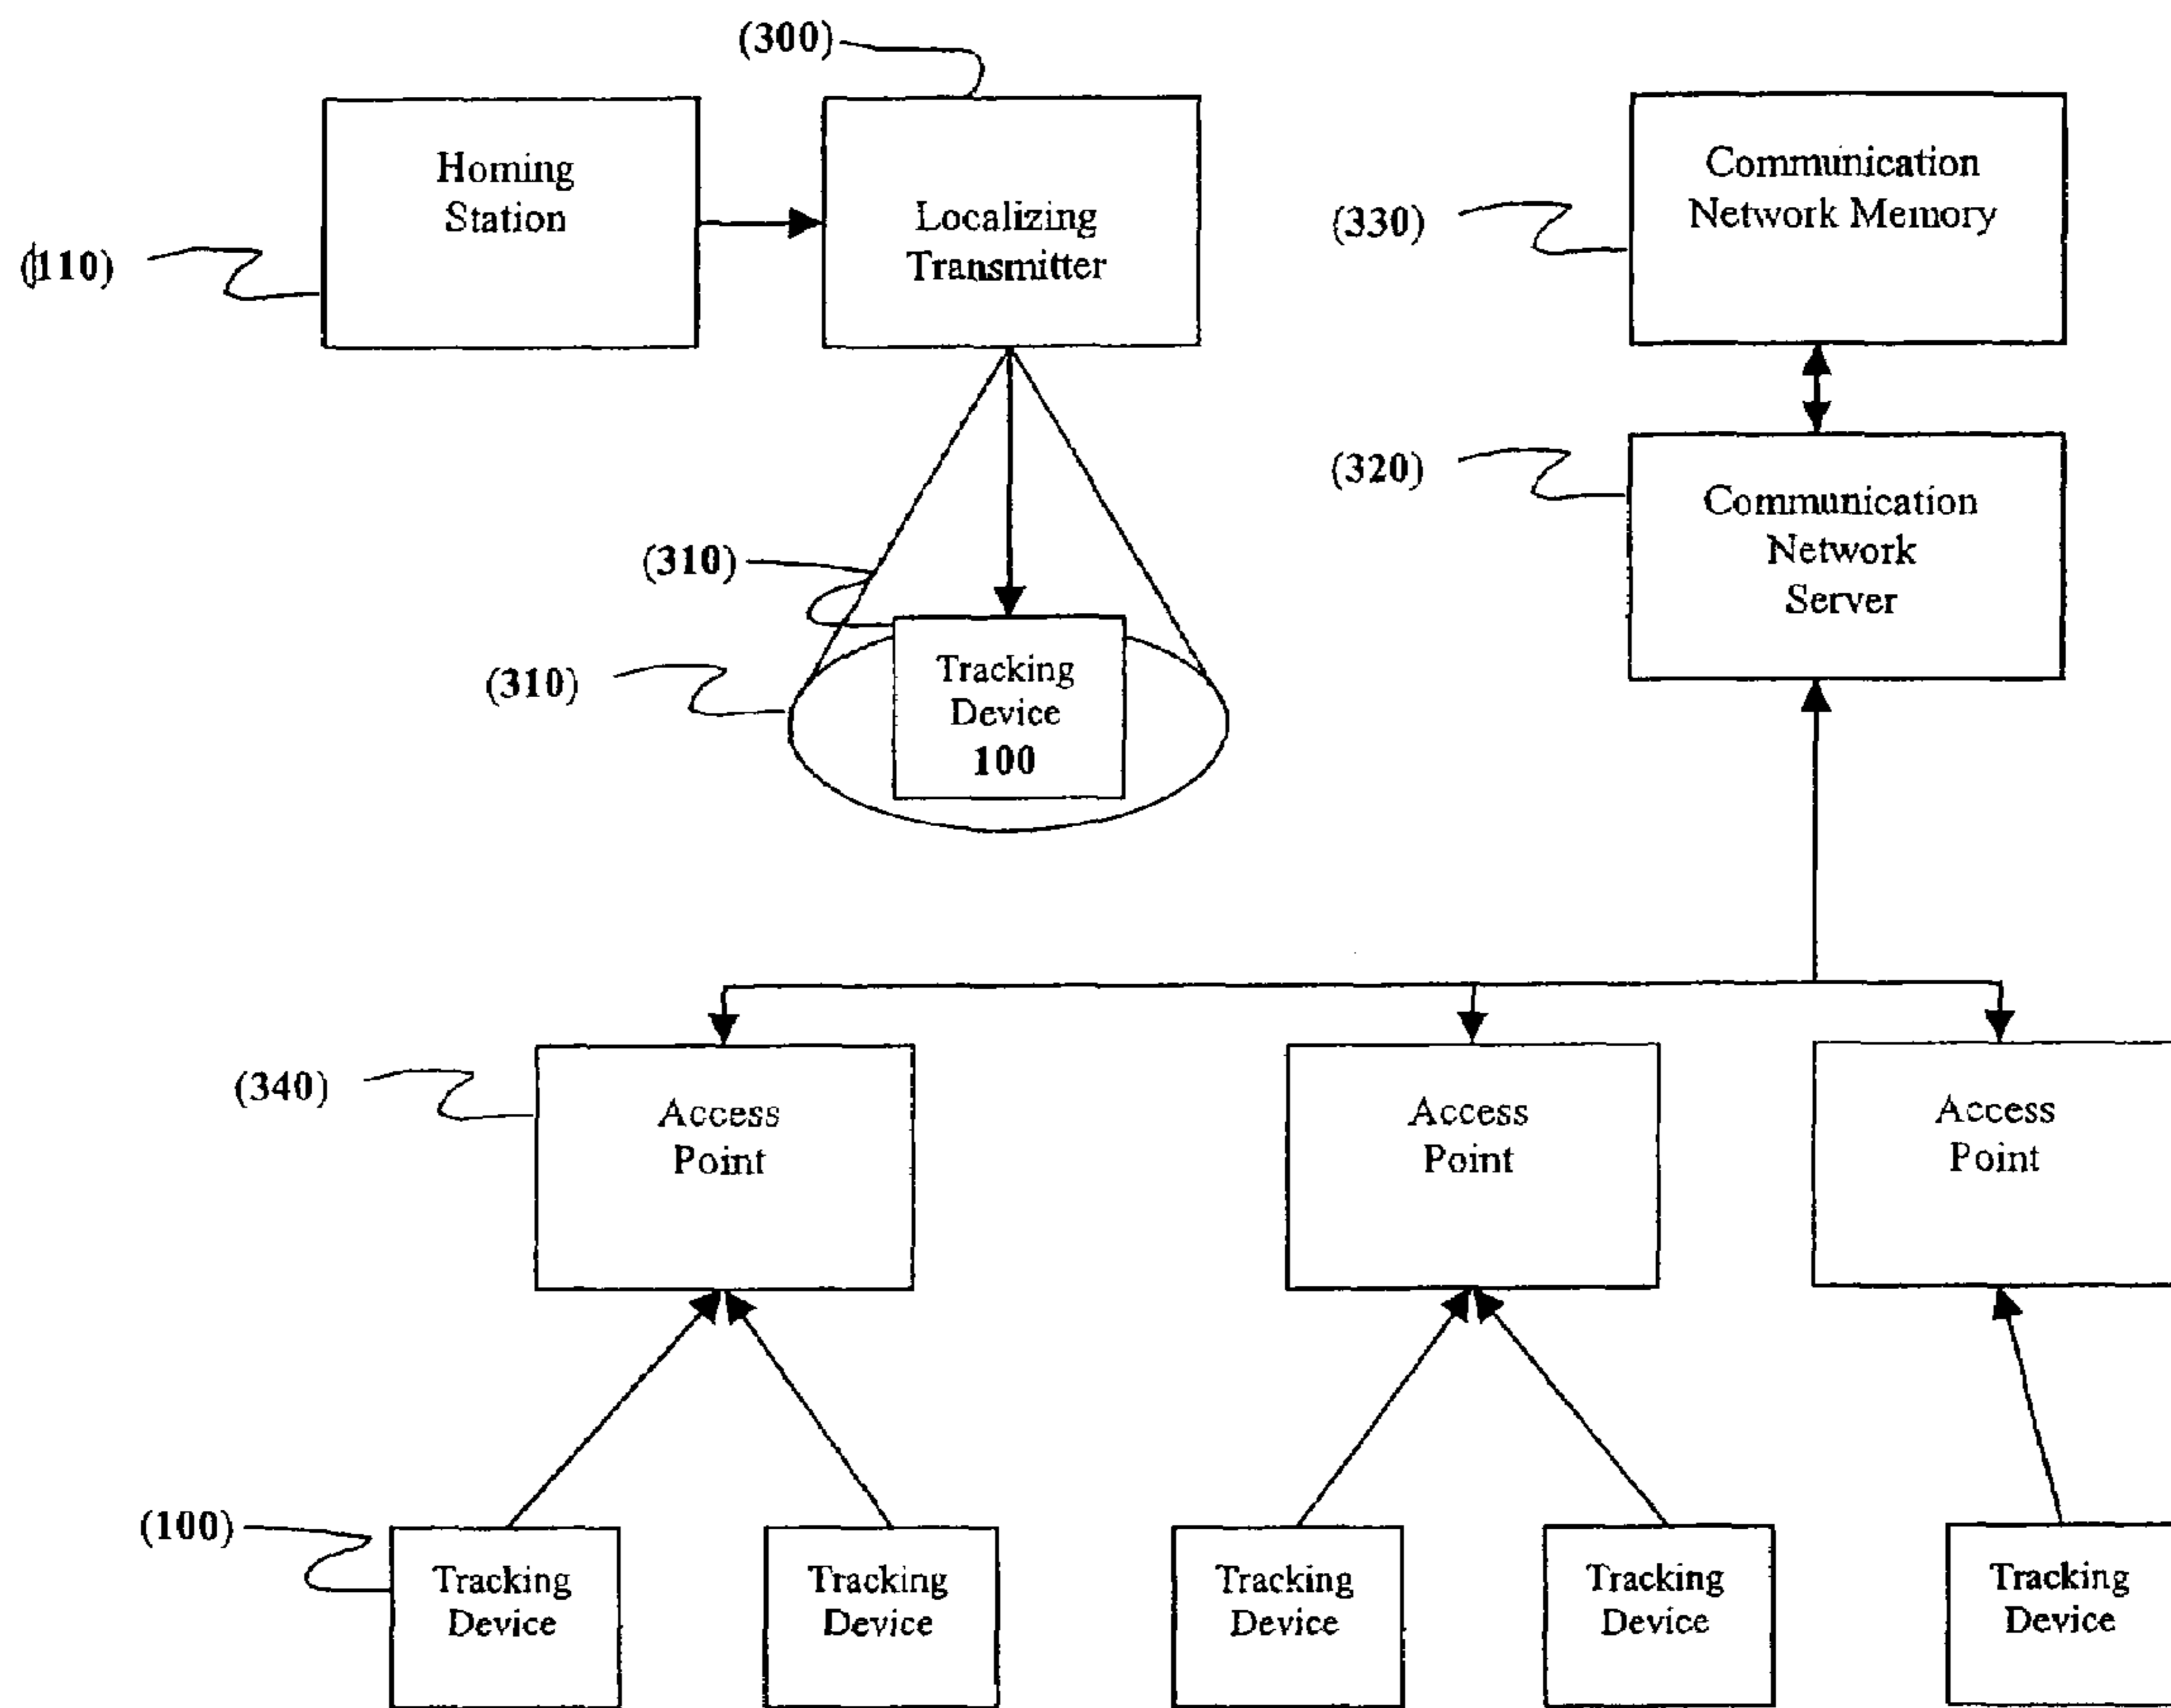 (300)
Homing
Station
Localizing
Transmitter
(110)
Communication
Network Memory
(330)
(320)
Communication
Network
Server
(310)
(310)
Tracking
Device
100
(340)
Access
Point
Access
Point
Access
Point
(100)
Tracking
Device
Tracking
Device
Tracking
Device
Tracking
Device
Tracking
Device